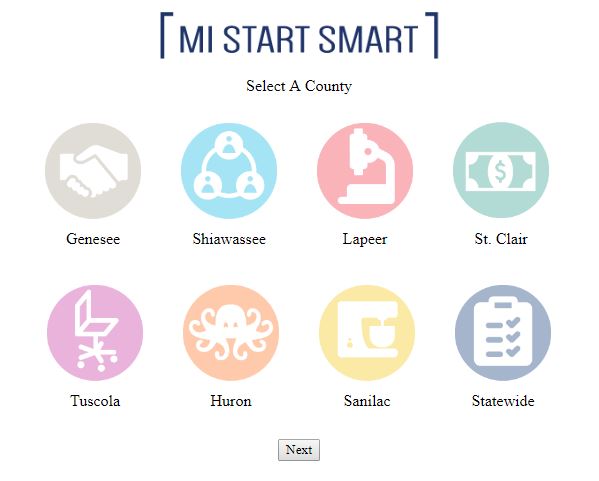 MI START SMART
Select A County
Genesee Shiawassee Lapeer St. Clair
$
Tuscola Huron Sanilac Statewide
Next